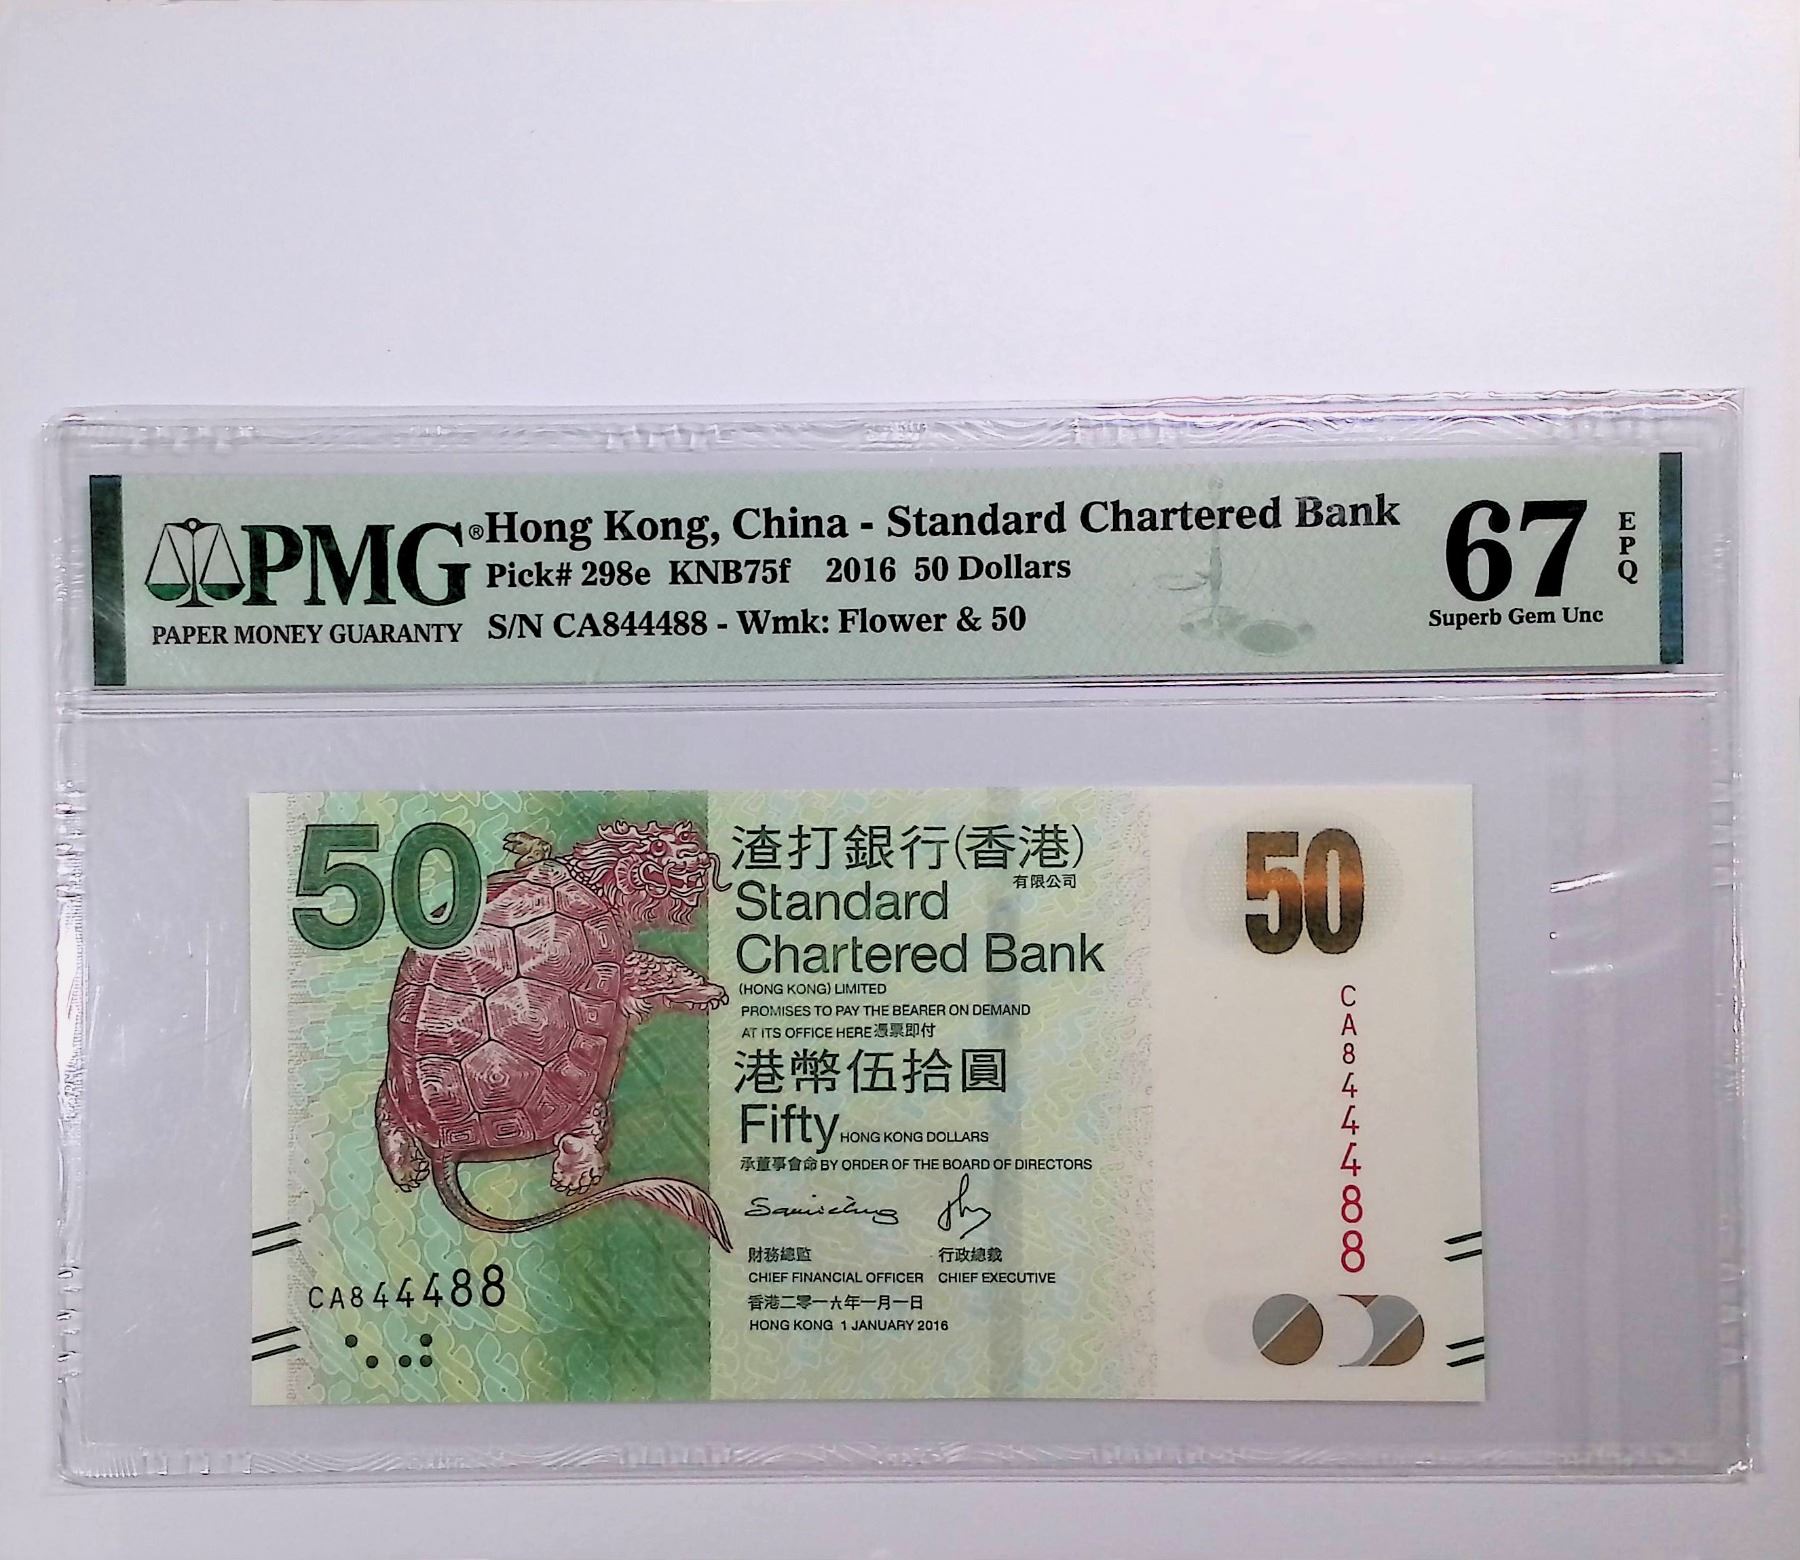 PMG®
PAPER MONEY GUARANTY
Hong Kong, China - Standard Chartered Bank
Pick# 298e KNB75f 2016 50 Dollars
S/N CA844488 - Wmk: Flower & 50
67
EPQ
Superb Gem Unc
50
渣打銀行(香港)
有限公司
Standard
Chartered Bank
(HONG KONG) LIMITED
PROMISES TO PAY THE BEARER ON DEMAND
AT ITS OFFICE HERE 憑票即付
港幣伍拾圓
Fifty HONG KONG DOLLARS
承董事會命 BY ORDER OF THE BOARD OF DIRECTORS
財務總監 行政總裁
CHIEF FINANCIAL OFFICER CHIEF EXECUTIVE
香港二零一六年一月一日
HONG KONG 1 JANUARY 2016
CA844488
50
CA844488